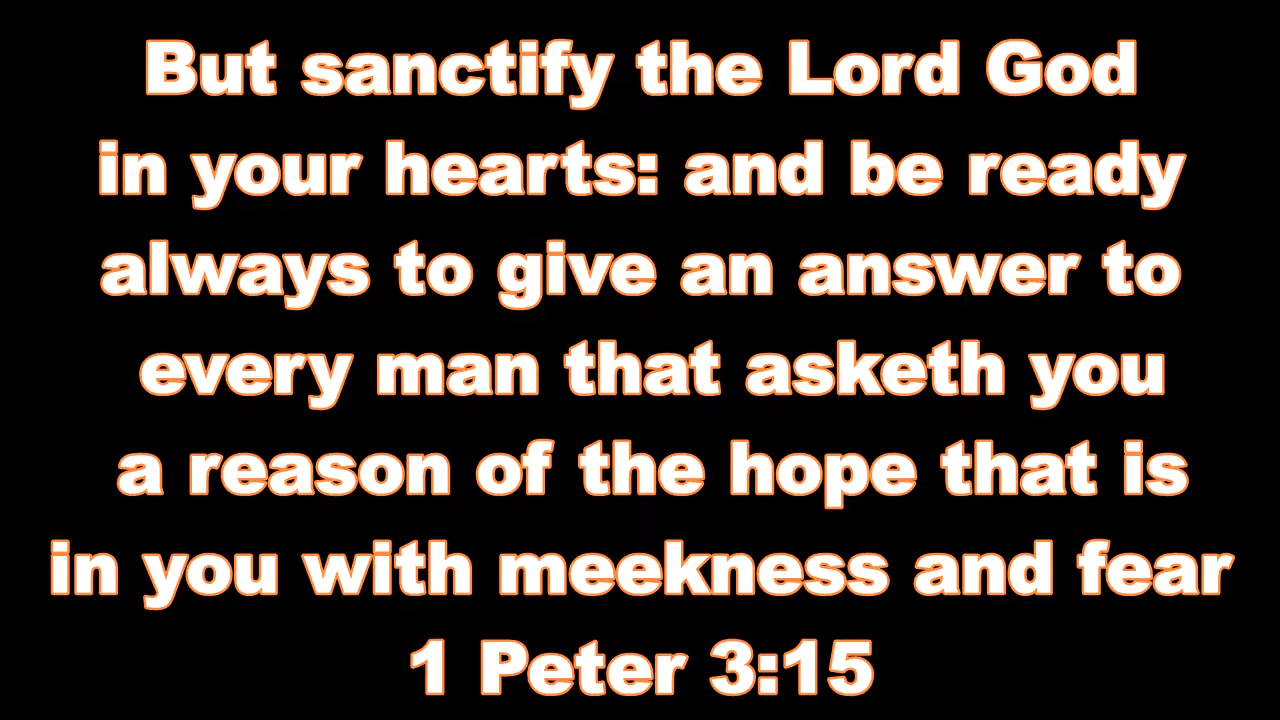 But sanctify the Lord God
in your hearts: and be ready
always to give an answer to
every man that asketh you
a reason of the hope that is
in you with meekness and fear
1 Peter 3:15